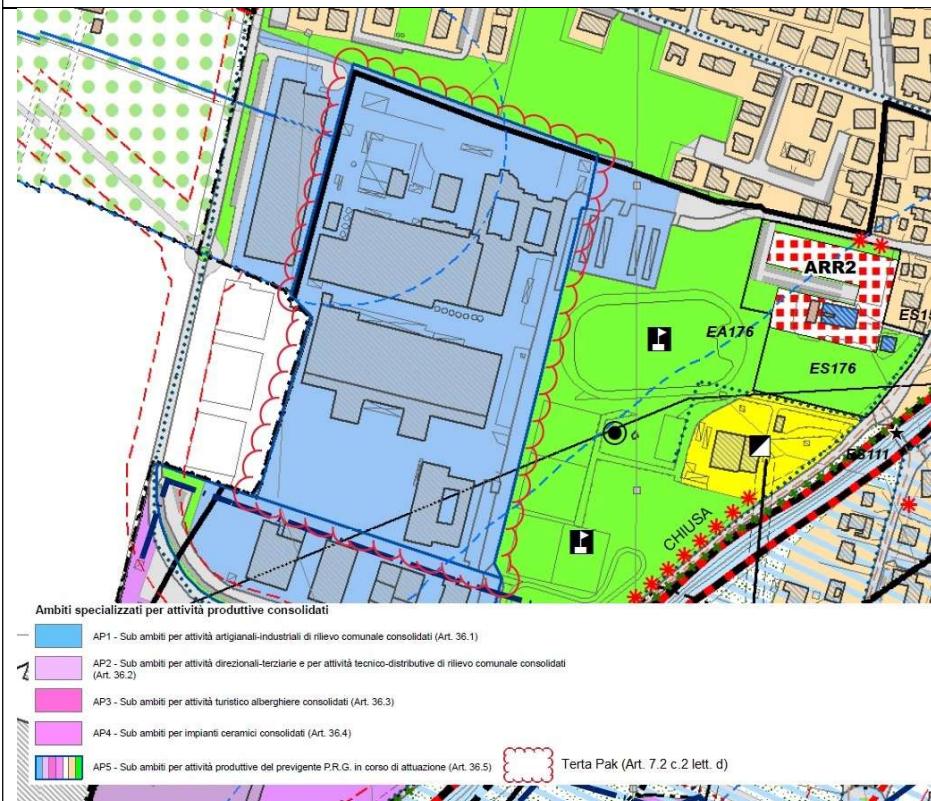 ARR2
EA176
ES15
ES176
G
ES111
CHIUSA
Ambiti specializzati per attività produttive consolidati
AP1 - Sub ambiti per attività artigianali-industriali di rilievo comunale consolidati (Art. 36.1)
AP2 - Sub ambiti per attività direzionali-terziarie e per attività tecnico-distributive di rilievo comunale consolidati
(Art. 36.2)
AP3 - Sub ambiti per attività turistico alberghiere consolidati (Art. 36.3)
AP4 - Sub ambiti per impianti ceramici consolidati (Art. 36.4)
AP5 - Sub ambiti per attività produttive del previgente P.R.G. in corso di attuazione (Art. 36.5)
Terta Pak (Art. 7.2 c.2 lett. d)